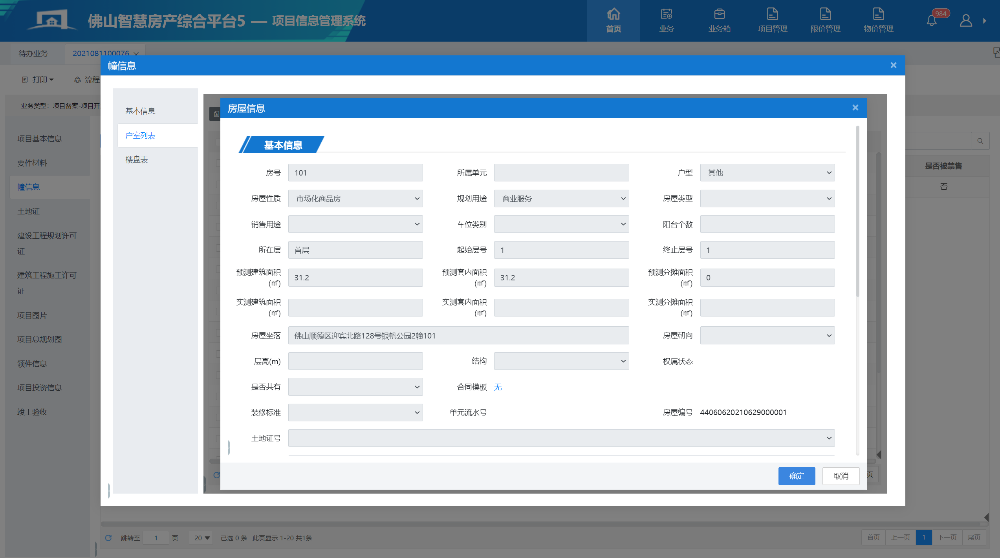 佛山智慧房产综合平台5 — 项目信息管理系统
首页
业务
业务箱
项目管理
限价管理
物价管理
984
待办业务
2021081100076
打印
流程
业务类型：项目备案-项目开
项目基本信息
要件材料
幢信息
土地证
建设工程规划许可
证
建筑工程施工许可
证
项目图片
项目总规划图
领件信息
项目投资信息
竣工验收
幢信息
基本信息
户室列表
楼盘表
房屋信息
基本信息
房号 101 所属单元 户型 其他
房屋性质 市场化商品房 规划用途 商业服务 房屋类型
销售用途 车位类别 阳台个数
所在层 首层 起始层号 1 终止层号 1
预测建筑面积(㎡) 31.2 预测套内面积(㎡) 31.2 预测分摊面积(㎡) 0
实测建筑面积(㎡) 实测套内面积(㎡) 实测分摊面积(㎡)
房屋坐落 佛山顺德区迎宾北路128号银帆公园2幢101 房屋朝向
层高(m) 结构 权属状态
是否共有 合同模板 无
装修标准 单元流水号 房屋编号 44060620210629000001
土地证号
确定 取消
页
是否被禁售
否
跳转至 1 页 20 已选 0 条 此页显示 1-20 共1条
首页 上一页 1 下一页 尾页